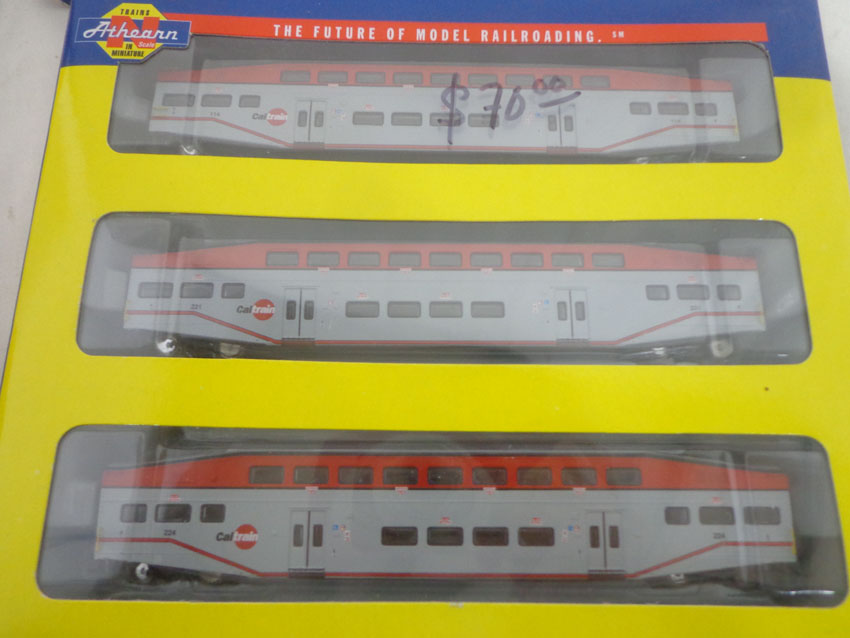 TRAINS
Athearn
N Scale
IN
MINIATURE
THE FUTURE OF MODEL RAILROADING. SM
$70.00
Caltrain
221
Caltrain
224
Caltrain
224